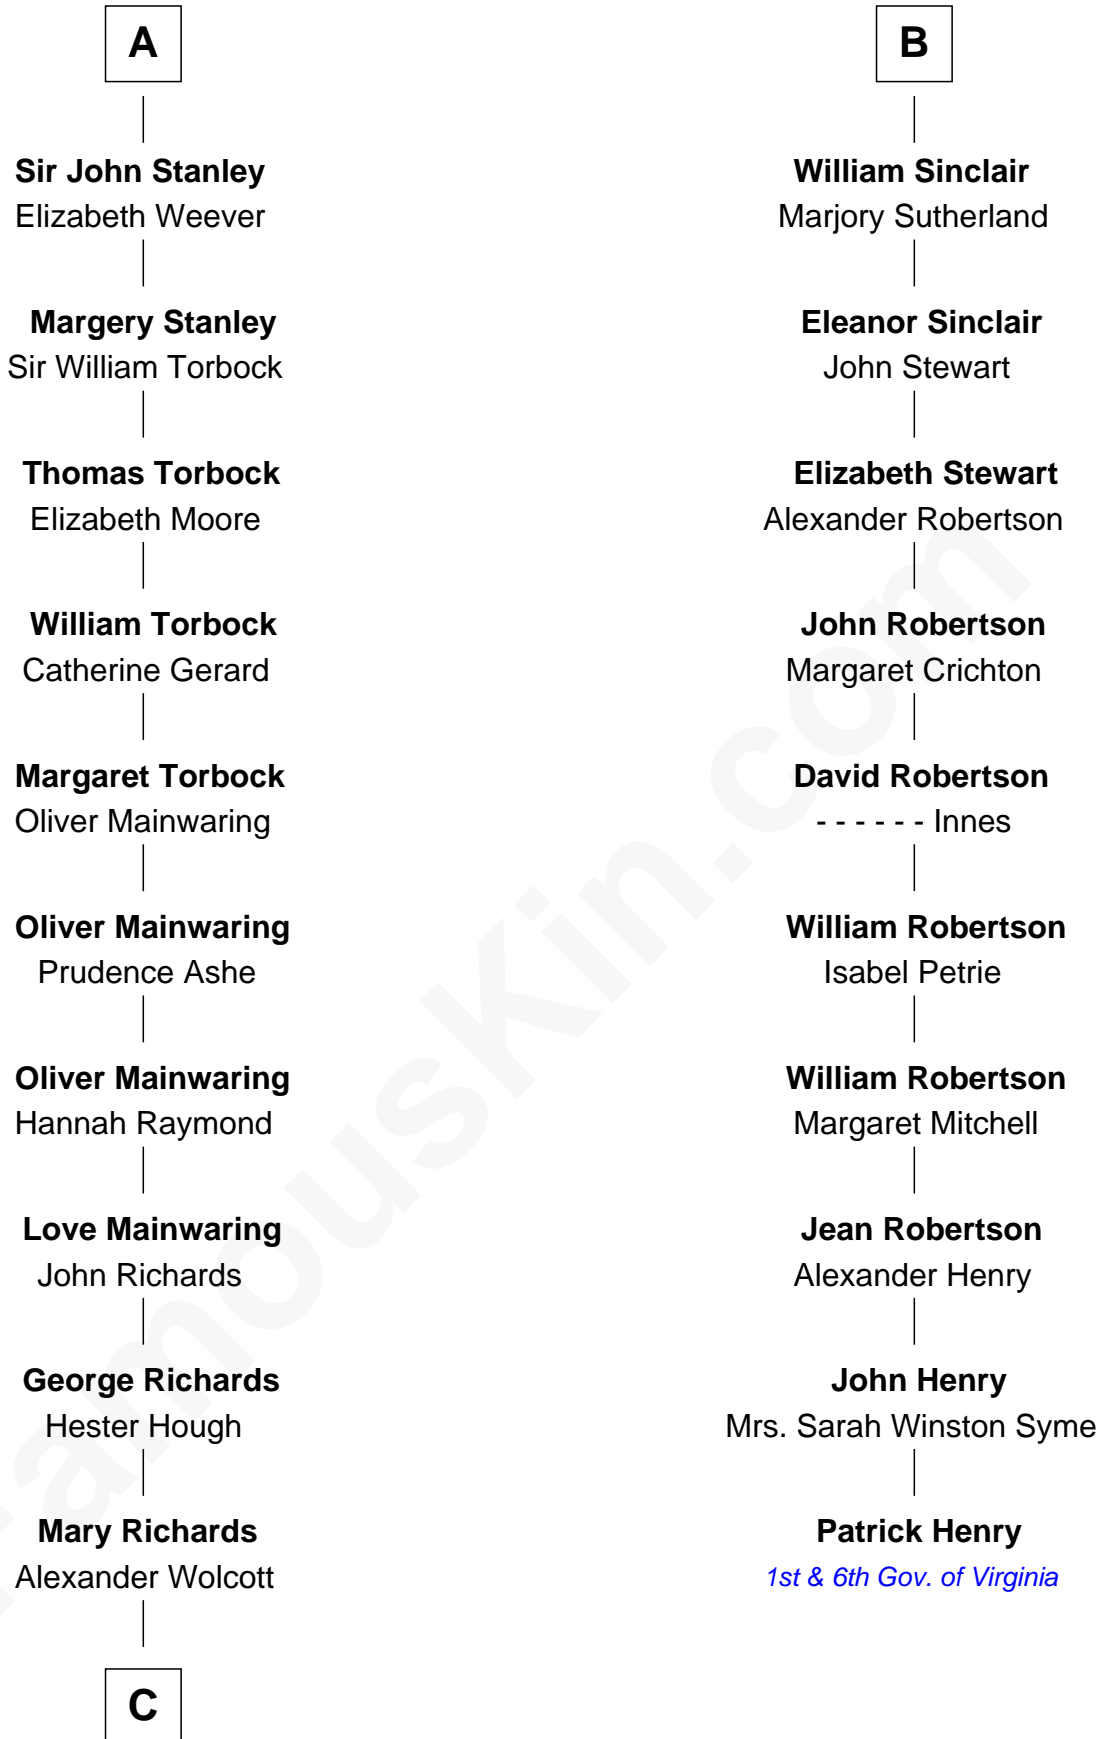 A
Sir John Stanley
Elizabeth Weever
Margery Stanley
Sir William Torbock
Thomas Torbock
Elizabeth Moore
William Torbock
Catherine Gerard
Margaret Torbock
Oliver Mainwaring
Oliver Mainwaring
Prudence Ashe
Oliver Mainwaring
Hannah Raymond
Love Mainwaring
John Richards
George Richards
Hester Hough
Mary Richards
Alexander Wolcott
C
B
William Sinclair
Marjory Sutherland
Eleanor Sinclair
John Stewart
Elizabeth Stewart
Alexander Robertson
John Robertson
Margaret Crichton
David Robertson
- - - - - - Innes
William Robertson
Isabel Petrie
William Robertson
Margaret Mitchell
Jean Robertson
Alexander Henry
John Henry
Mrs. Sarah Winston Syme
Patrick Henry
1st & 6th Gov. of Virginia
FamousKin.com